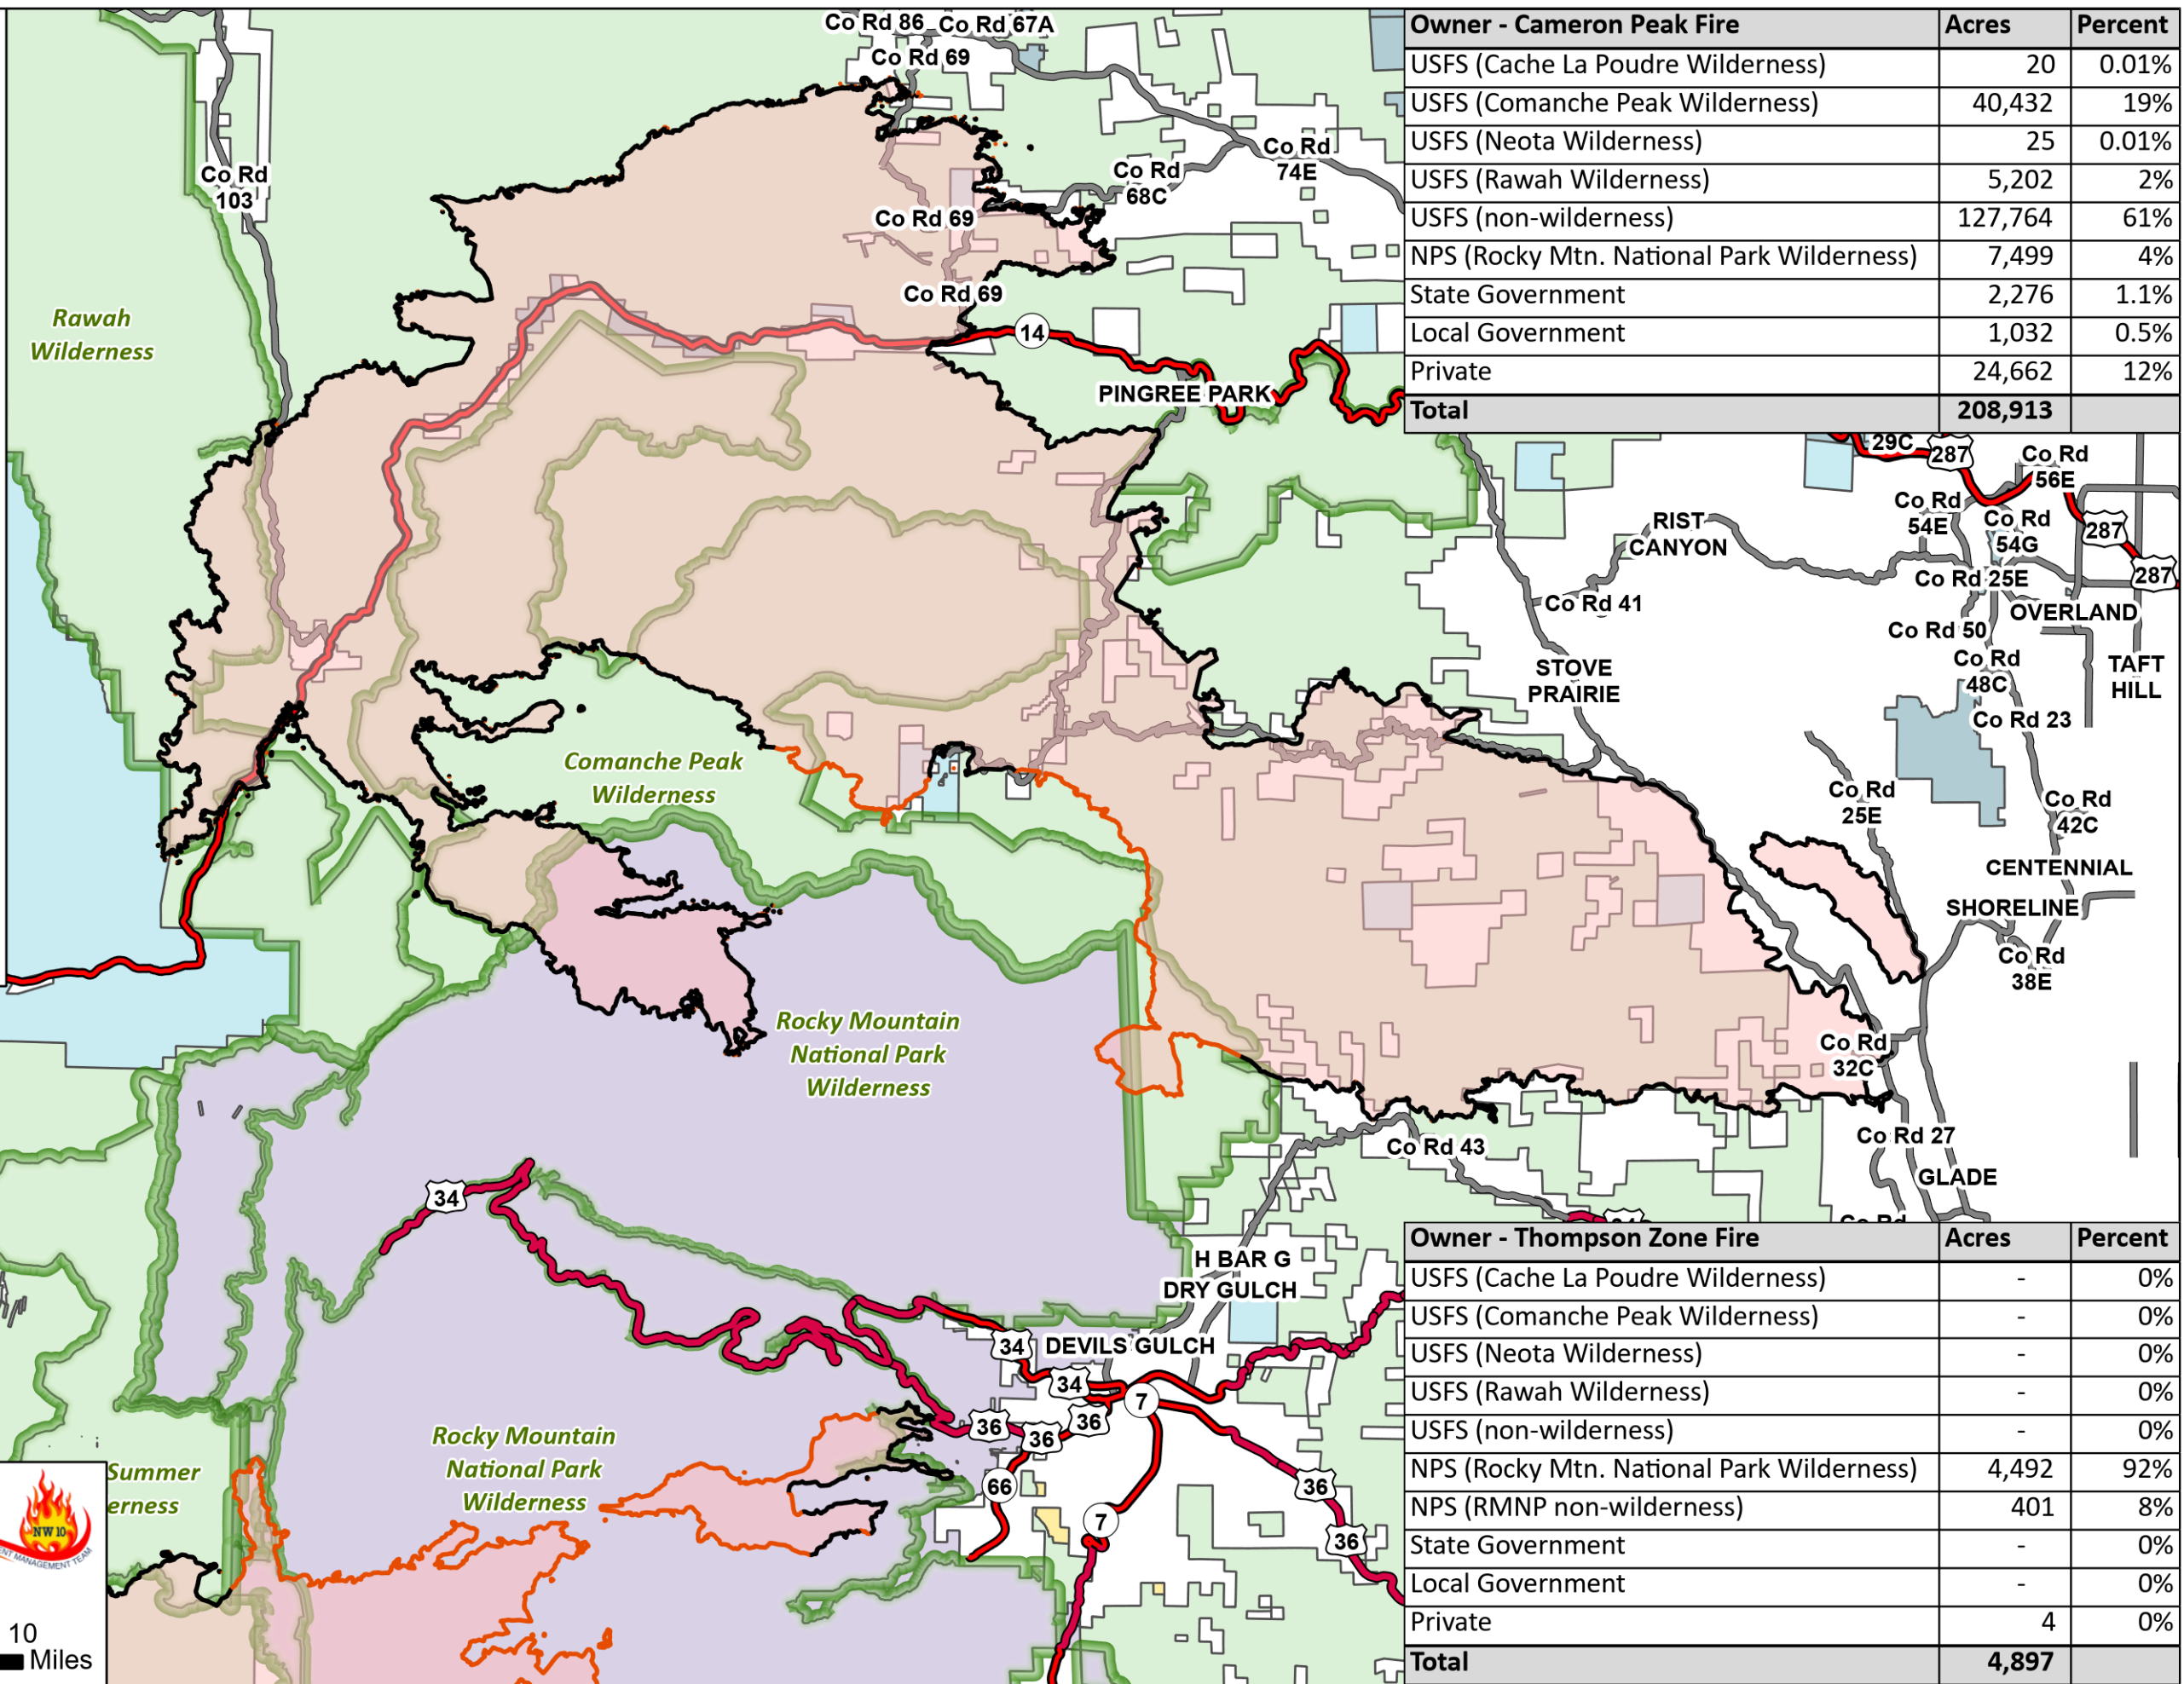 Co Rd 86 Co Rd 67A
Co Rd 69
Co Rd
103
Co Rd
68C
Co Rd
74E
Co Rd 69
Co Rd 69
Rawah
Wilderness
14
PINGREE PARK
Owner - Cameron Peak Fire Acres Percent
USFS (Cache La Poudre Wilderness) 20 0.01%
USFS (Comanche Peak Wilderness) 40,432 19%
USFS (Neota Wilderness) 25 0.01%
USFS (Rawah Wilderness) 5,202 2%
USFS (non-wilderness) 127,764 61%
NPS (Rocky Mtn. National Park Wilderness) 7,499 4%
State Government 2,276 1.1%
Local Government 1,032 0.5%
Private 24,662 12%
Total 208,913
29C
287
Co Rd
56E
Co Rd
54E
Co Rd
54G
287
287
RIST
CANYON
Co Rd 25E
Co Rd 41
OVERLAND
Co Rd 50
Co Rd
48C
TAFT
HILL
STOVE
PRAIRIE
Co Rd 23
Comanche Peak
Wilderness
Co Rd
25E
Co Rd
42C
CENTENNIAL
SHORELINE
Co Rd
38E
Rocky Mountain
National Park
Wilderness
Co Rd
32C
Co Rd 43
Co Rd 27
GLADE
34
H BAR G
DRY GULCH
34
DEVILS GULCH
34
7
36
36
36
66
36
7
36
Rocky Mountain
National Park
Wilderness
Summer
erness
NW 10
ENT MANAGEMENT TEAM
10
Miles
Owner - Thompson Zone Fire Acres Percent
USFS (Cache La Poudre Wilderness) - 0%
USFS (Comanche Peak Wilderness) - 0%
USFS (Neota Wilderness) - 0%
USFS (Rawah Wilderness) - 0%
USFS (non-wilderness) - 0%
NPS (Rocky Mtn. National Park Wilderness) 4,492 92%
NPS (RMNP non-wilderness) 401 8%
State Government - 0%
Local Government - 0%
Private 4 0%
Total 4,897